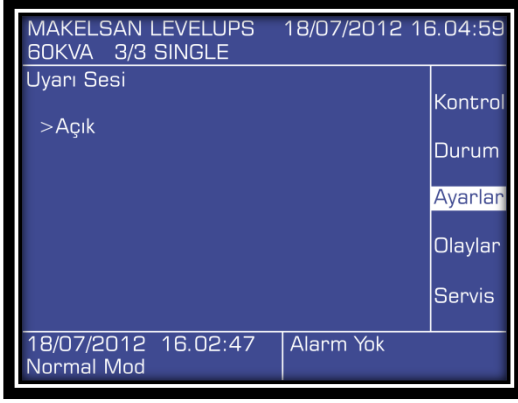 MAKELSAN LEVELUPS 18/07/2012 16.04:59
60KVA 3/3 SINGLE
Uyarı Sesi
>Açık
Kontrol
Durum
Ayarlar
Olaylar
Servis
18/07/2012 16.02:47
Normal Mod
Alarm Yok